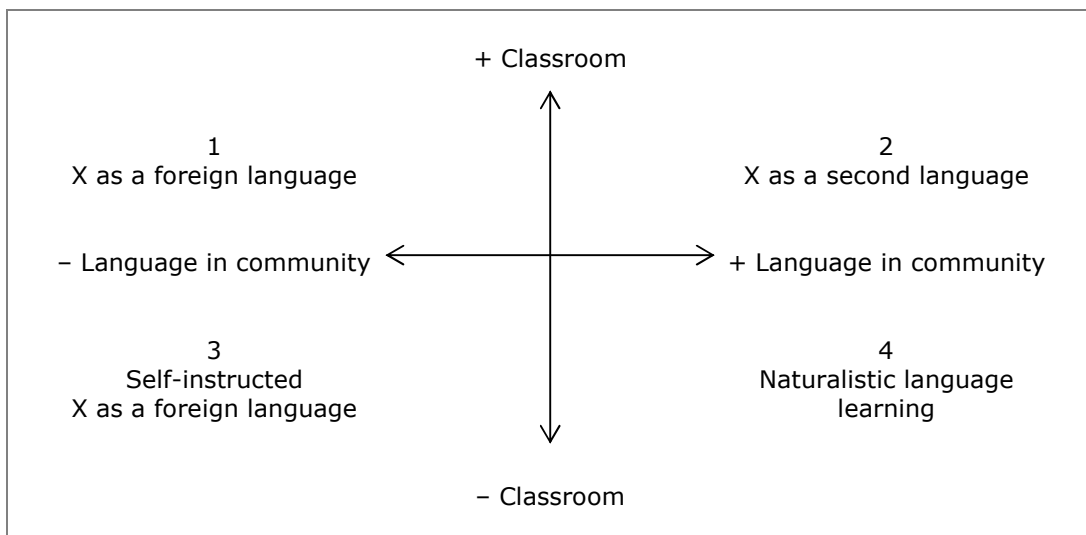 + Classroom
1
X as a foreign language
2
X as a second language
– Language in community
+ Language in community
3
Self-instructed
X as a foreign language
4
Naturalistic language
learning
– Classroom